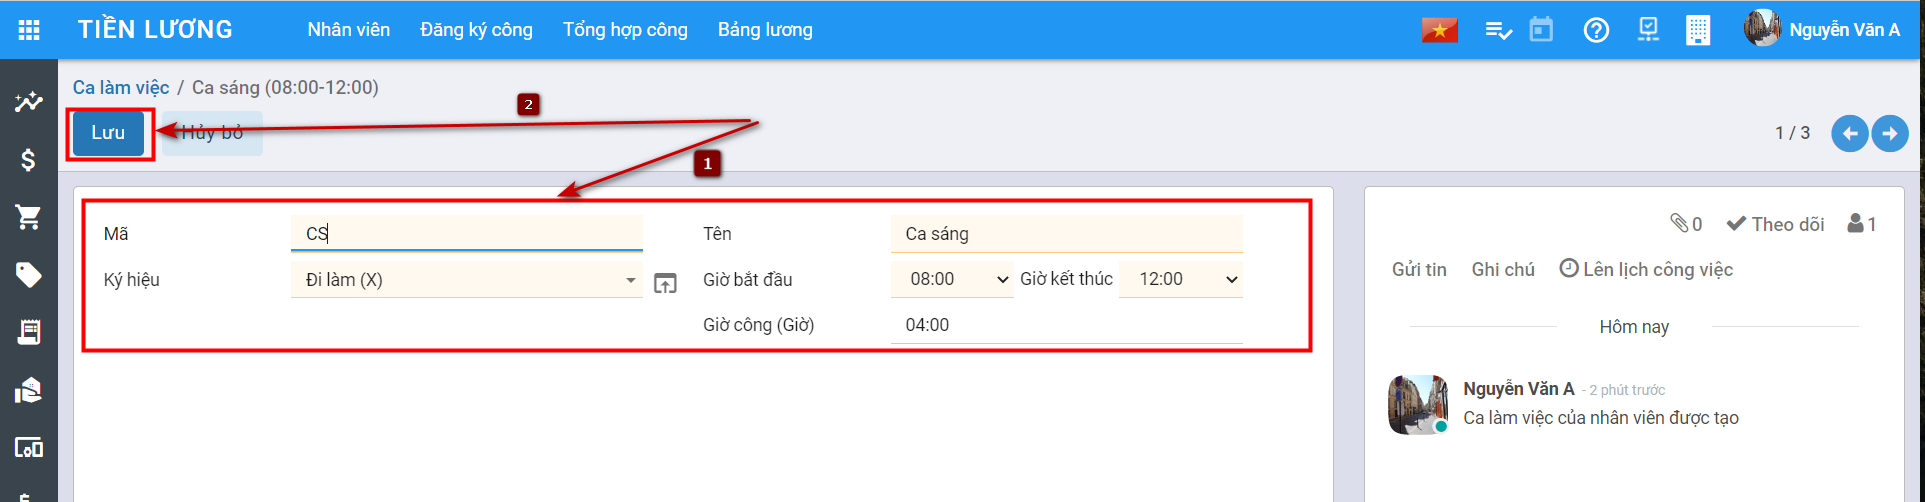 TIỀN LƯƠNG Nhân viên Đăng ký công Tổng hợp công Bảng lương Nguyễn Văn A
Ca làm việc / Ca sáng (08:00-12:00)
2
Lưu Hủy bỏ 1 / 3
1
Mã CS Tên Ca sáng
Ký hiệu Đi làm (X) Giờ bắt đầu 08:00 Giờ kết thúc 12:00
Giờ công (Giờ) 04:00
0 Theo dõi 1
Gửi tin Ghi chú Lên lịch công việc
Hôm nay
Nguyễn Văn A - 2 phút trước
Ca làm việc của nhân viên được tạo